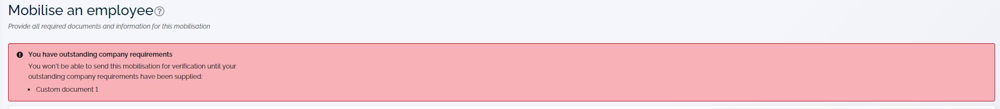 Mobilise an employee
Provide all required documents and information for this mobilisation
You have outstanding company requirements
You won't be able to send this mobilisation for verification until your
outstanding company requirements have been supplied:
• Custom document 1